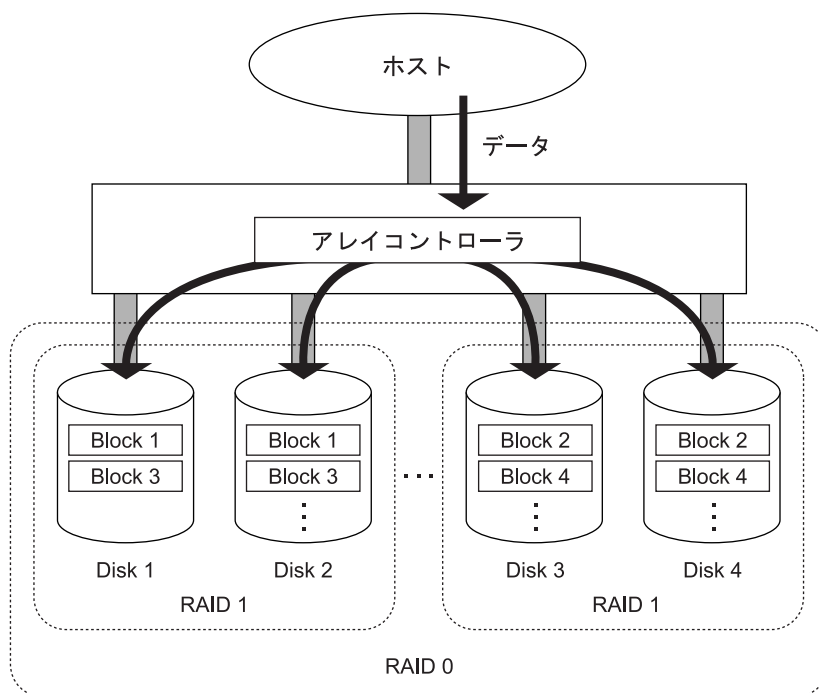 ホスト
データ
アレイコントローラ
Block 1
Block 3
Disk 1
Block 1
Block 3
Disk 2
RAID 1
Block 2
Block 4
Disk 3
Block 2
Block 4
Disk 4
RAID 1
RAID 0